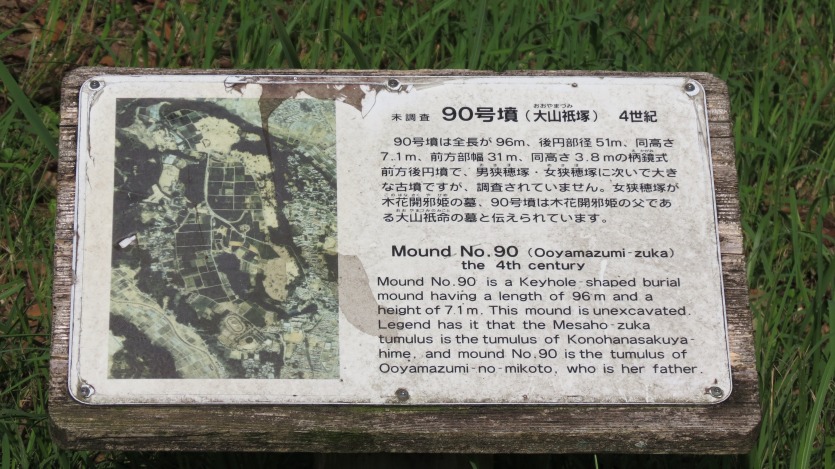 未調査 90号墳（大山祇塚） 4世紀
おおやまづみ
90号墳は全長が96m、後円部径51m、同高さ
7.1m、前方部幅31m、同高さ3.8mの柄鏡式
前方後円墳で、男狭穂塚・女狭穂塚に次いで大き
な古墳ですが、調査されていません。女狭穂塚が
木花開邪姫の墓、90号墳は木花開邪姫の父であ
る大山祇命の墓と伝えられています。
Mound No.90 (Ooyamazumi-zuka)
the 4th century
Mound No.90 is a Keyhole-shaped burial
mound having a length of 96m and a
height of 7.1m. This mound is unexcavated.
Legend has it that the Mesaho-zuka
tumulus is the tumulus of Konohanasakuya-
hime, and mound No.90 is the tumulus of
Ooyamazumi-no-mikoto, who is her father.